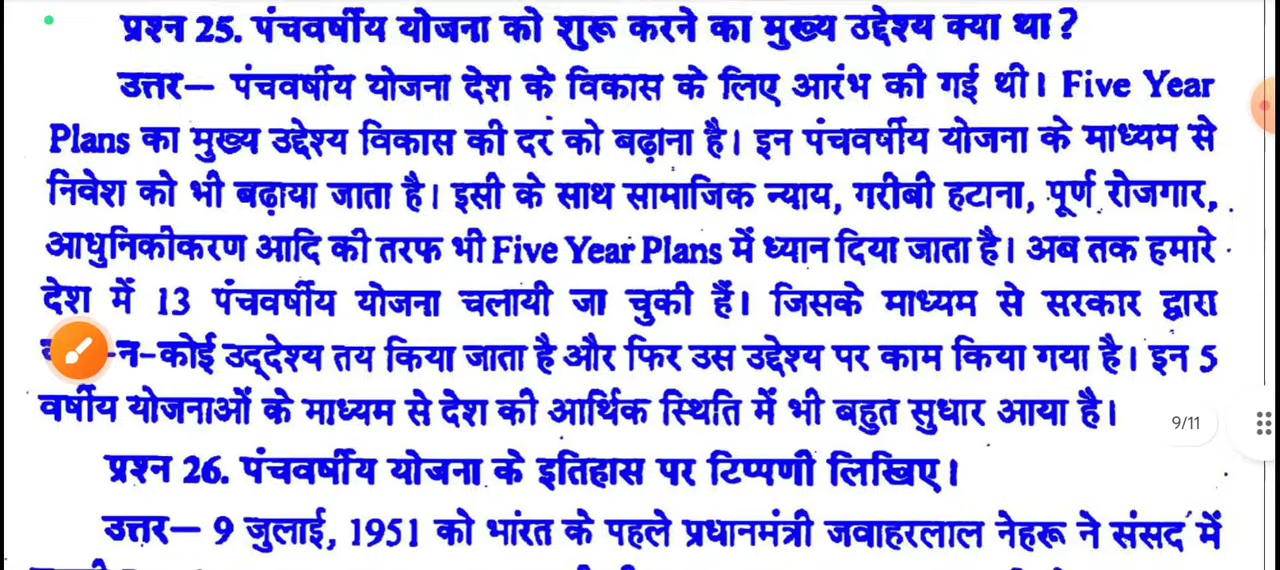 प्रश्न 25. पंचवर्षीय योजना को शुरू करने का मुख्य उद्देश्य क्या था?
उत्तर— पंचवर्षीय योजना देश के विकास के लिए आरंभ की गई थी। Five Year
Plans का मुख्य उद्देश्य विकास की दर को बढ़ाना है। इन पंचवर्षीय योजना के माध्यम से
निवेश को भी बढ़ाया जाता है। इसी के साथ सामाजिक न्याय, गरीबी हटाना, पूर्ण रोजगार,
आधुनिकीकरण आदि की तरफ भी Five Year Plans में ध्यान दिया जाता है। अब तक हमारे
देश में 13 पंचवर्षीय योजना चलायी जा चुकी हैं। जिसके माध्यम से सरकार द्वारा
-न-कोई उद्‌देश्य तय किया जाता है और फिर उस उद्देश्य पर काम किया गया है। इन 5
वर्षीय योजनाओं के माध्यम से देश की आर्थिक स्थिति में भी बहुत सुधार आया है।
9/11
प्रश्न 26. पंचवर्षीय योजना के इतिहास पर टिप्पणी लिखिए।
उत्तर— 9 जुलाई, 1951 को भारत के पहले प्रधानमंत्री जवाहरलाल नेहरू ने संसद में